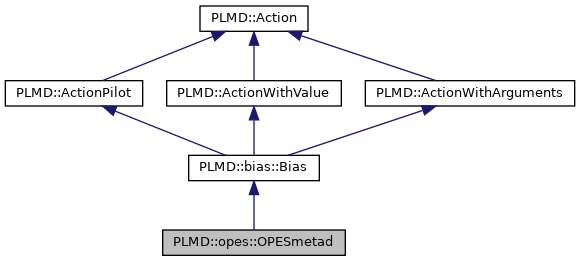 PLMD::Action
PLMD::ActionPilot
PLMD::ActionWithValue
PLMD::ActionWithArguments
PLMD::bias::Bias
PLMD::opes::OPESmetad